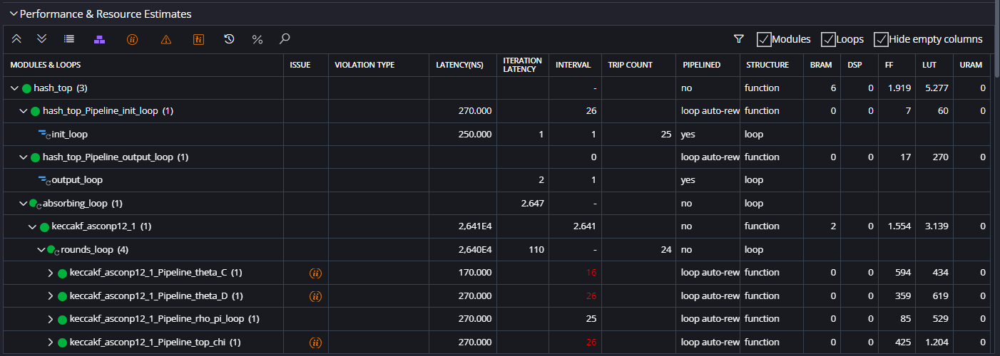 Performance & Resource Estimates
% Modules Loops Hide empty columns
MODULES & LOOPS ISSUE VIOLATION TYPE LATENCY(NS) ITERATION LATENCY INTERVAL TRIP COUNT PIPELINED STRUCTURE BRAM DSP FF LUT URAM
hash_top (3) - no function 6 0 1.919 5.277 0
hash_top_Pipeline_init_loop (1) 270.000 26 loop auto-rew function 0 0 7 60 0
init_loop 250.000 1 1 25 yes loop
hash_top_Pipeline_output_loop (1) 0 loop auto-rew function 0 0 17 270 0
output_loop 2 1 yes loop
absorbing_loop (1) 2.647 - no loop
keccakf_asconp12_1 (1) 2,641E4 2.641 no function 2 0 1.554 3.139 0
rounds_loop (4) 2,640E4 110 - 24 no loop
keccakf_asconp12_1_Pipeline_theta_C (1) ii 170.000 16 loop auto-rew function 0 0 594 434 0
keccakf_asconp12_1_Pipeline_theta_D (1) ii 270.000 26 loop auto-rew function 0 0 359 619 0
keccakf_asconp12_1_Pipeline_rho_pi_loop (1) 270.000 25 loop auto-rew function 0 0 85 529 0
keccakf_asconp12_1_Pipeline_top_chi (1) ii 270.000 26 loop auto-rew function 0 0 425 1.204 0